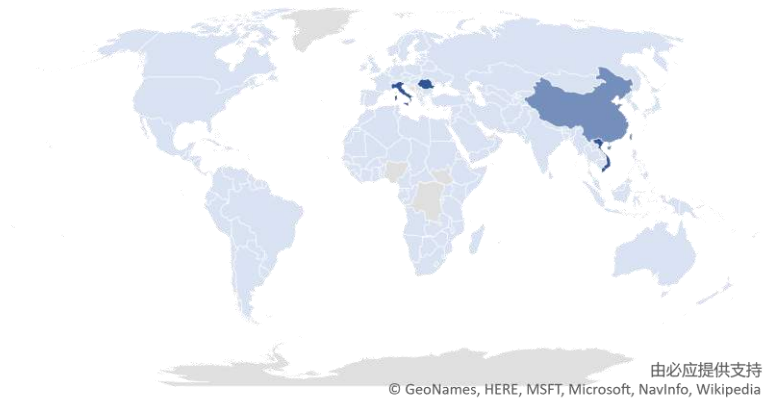 由必应提供支持
© GeoNames, HERE, MSFT, Microsoft, NavInfo, Wikipedia